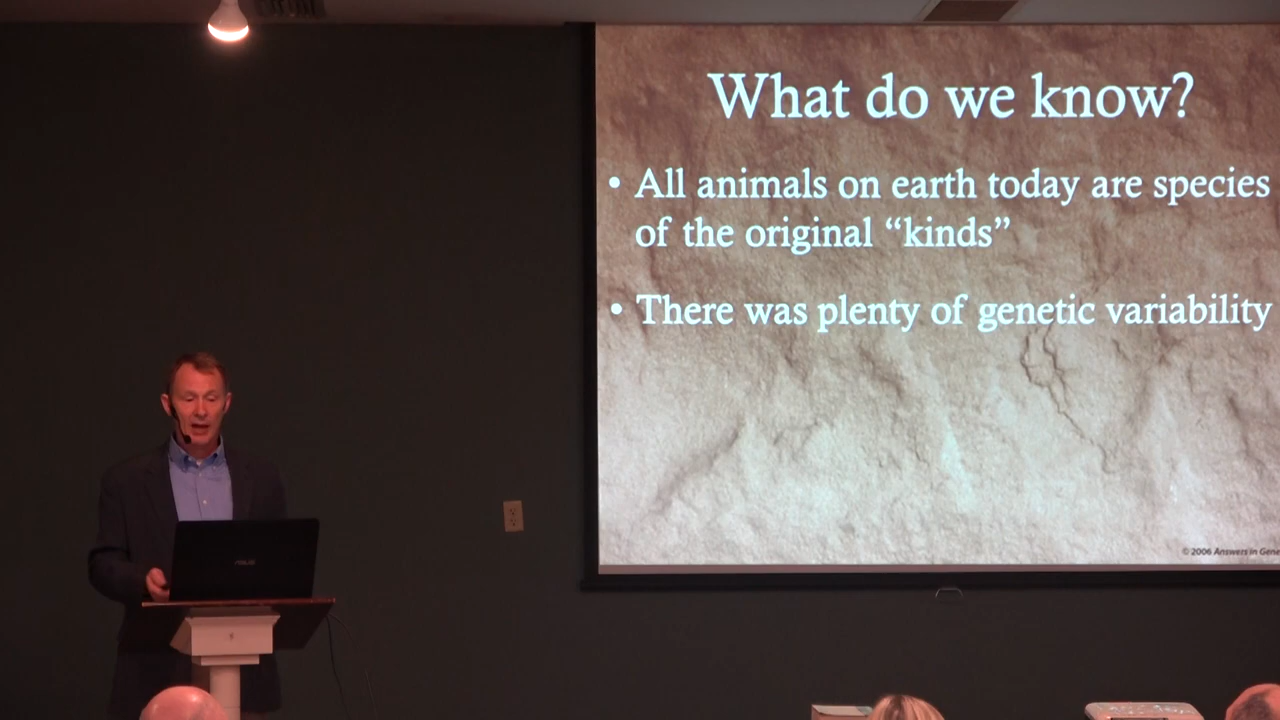 What do we know?
• All animals on earth today are species
of the original “kinds”
• There was plenty of genetic variability
© 2006 Answers in Gene
ASUS